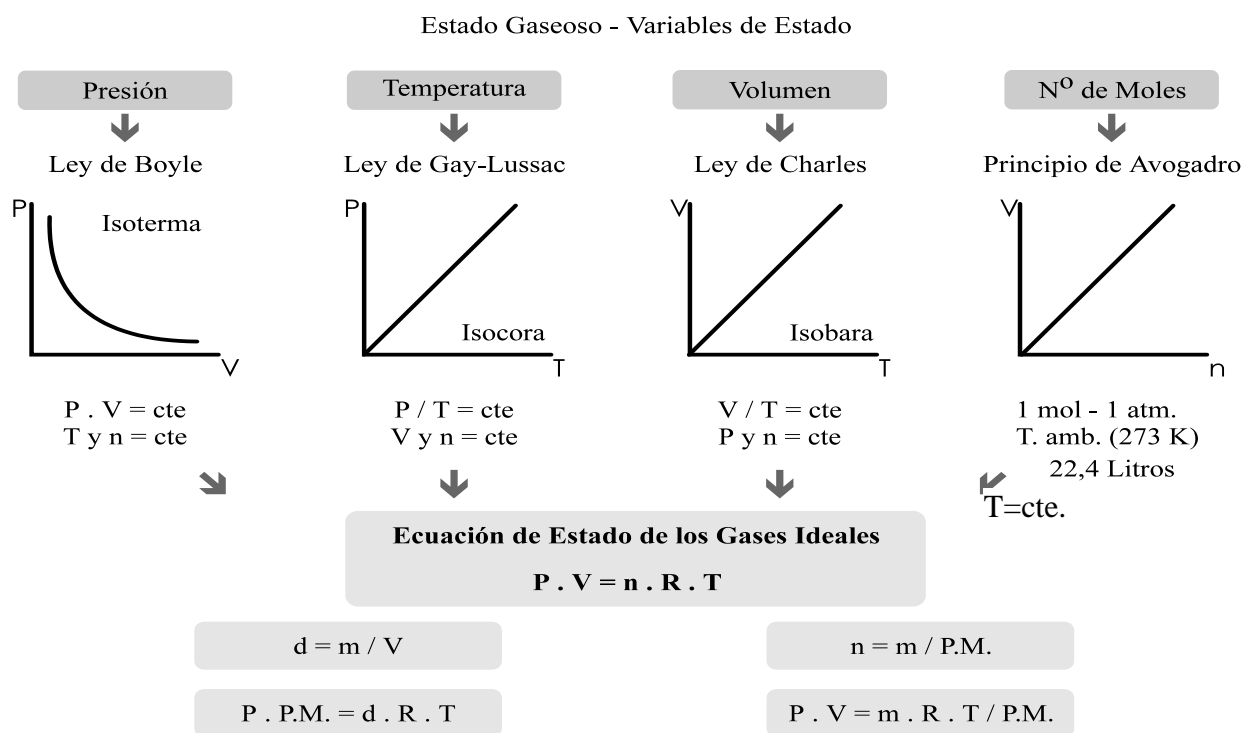 Estado Gaseoso - Variables de Estado
Presión
Temperatura
Volumen
Nº de Moles
Ley de Boyle
Ley de Gay-Lussac
Ley de Charles
Principio de Avogadro
P
Isoterma
V
P
Isocora
T
V
Isobara
T
V
n
P . V = cte
T y n = cte
P / T = cte
V y n = cte
V / T = cte
P y n = cte
1 mol - 1 atm.
T. amb. (273 K)
22,4 Litros
T=cte.
Ecuación de Estado de los Gases Ideales
P . V = n . R . T
d = m / V
n = m / P.M.
P . P.M. = d . R . T
P . V = m . R . T / P.M.